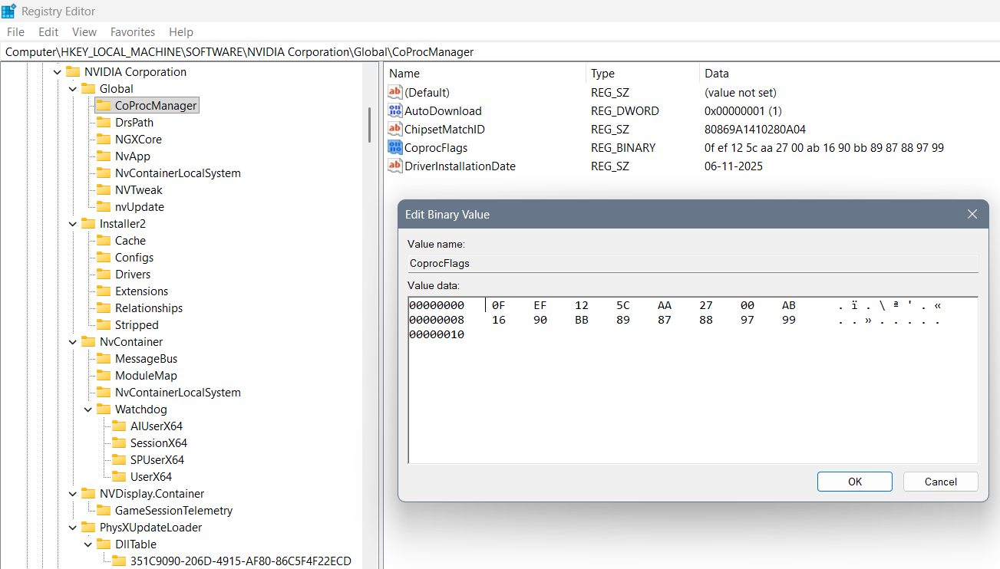 Registry Editor
File Edit View Favorites Help
Computer\HKEY_LOCAL_MACHINE\SOFTWARE\NVIDIA Corporation\Global\CoProcManager
NVIDIA Corporation
Global
CoProcManager
DrsPath
NGXCore
NvApp
NvContainerLocalSystem
NVTweak
nvUpdate
Installer2
Cache
Configs
Drivers
Extensions
Relationships
Stripped
NvContainer
MessageBus
ModuleMap
NvContainerLocalSystem
Watchdog
AIUserX64
SessionX64
SPUserX64
UserX64
NVDisplay.Container
GameSessionTelemetry
PhysXUpdateLoader
DllTable
351C9090-206D-4915-AF80-86C5F4F22ECD
Name Type Data
(Default) REG_SZ (value not set)
AutoDownload REG_DWORD 0x00000001 (1)
ChipsetMatchID REG_SZ 80869A1410280A04
CoprocFlags REG_BINARY 0f ef 12 5c aa 27 00 ab 16 90 bb 89 87 88 97 99
DriverInstallationDate REG_SZ 06-11-2025
Edit Binary Value
Value name:
CoprocFlags
Value data:
00000000 0F EF 12 5C AA 27 00 AB . ï . \ ª ' . «
00000008 16 90 BB 89 87 88 97 99 . . » . . . . .
00000010
OK Cancel